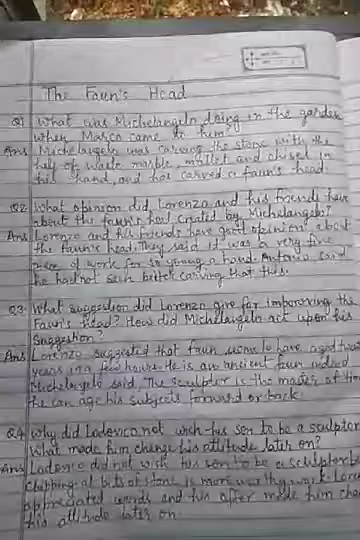 The Faun's Head
Q1 What was Michelangelo doing in the garden
when Marco came to him?
Ans Michelangelo was carving the stone with the
help of waste marble, mallet and chisel in
his hand, and has carved a faun's head.
Q2 What opinion did Lorenzo and his friends have
about the faun's head created by Michelangelo?
Ans Lorenzo and his friends have good opinion about
the faun's head. They said it was a very fine
piece of work for so young a hand. Antonio said
he had not seen better carving that this.
Q3 What suggestion did Lorenzo give for improving the
Faun's head? How did Michelangelo act upon his
suggestion?
Ans Lorenzo suggested that faun seems to have aged
years in a few hours. He is an ancient faun indeed
Michelangelo said, The sculptor is the master of
he can age his subjects forward or back.
Q4 Why did Lodovico not wish his son to be a sculptor
What made him change his attitude later on?
Ans Lodovico did not wish his son to be a sculptor
bits of stone is more worthy work.
appreciated words and his offer made him
his attitude later on.